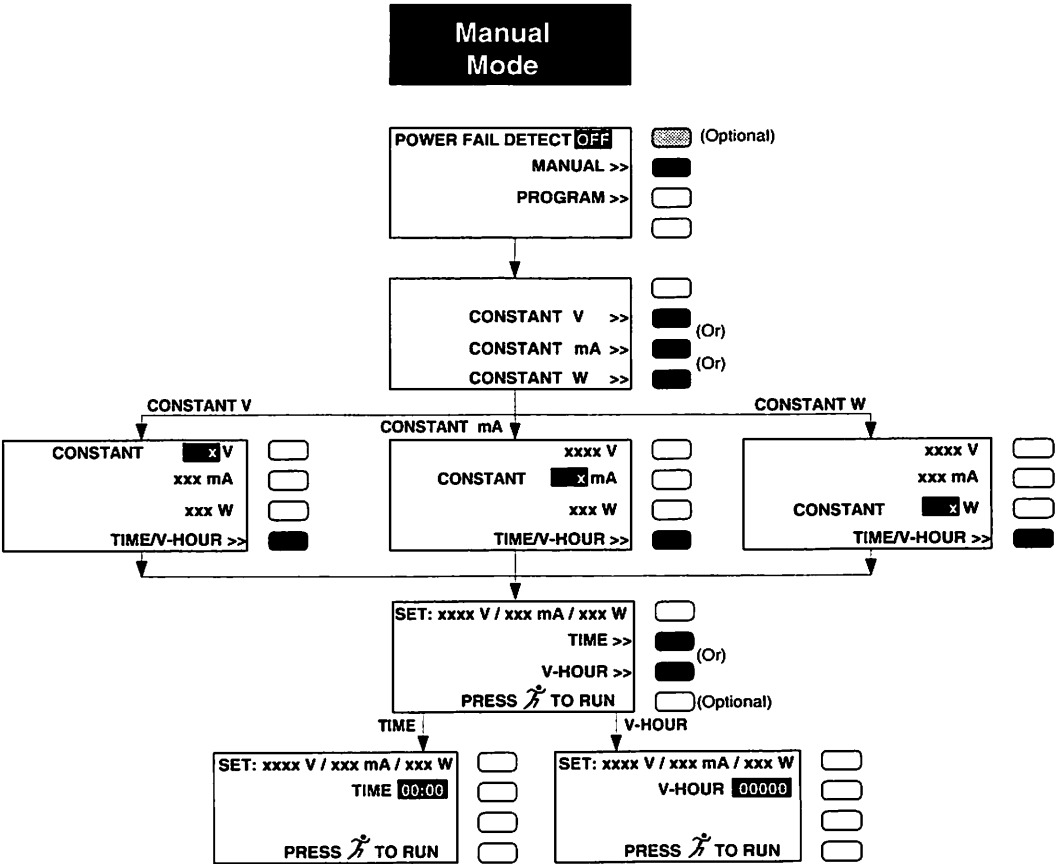 Manual
Mode
POWER FAIL DETECT OFF
(Optional)
MANUAL >>
PROGRAM >>
CONSTANT V >>
(Or)
CONSTANT mA >>
(Or)
CONSTANT W >>
CONSTANT V
CONSTANT mA
CONSTANT W
CONSTANT x V
xxx mA
xxx W
TIME/V-HOUR >>
xxxx V
CONSTANT x mA
xxx W
TIME/V-HOUR >>
xxxx V
xxx mA
CONSTANT x W
TIME/V-HOUR >>
SET: xxxx V / xxx mA / xxx W
TIME >>
(Or)
V-HOUR >>
PRESS TO RUN
(Optional)
TIME
V-HOUR
SET: xxxx V / xxx mA / xxx W
TIME 00:00
PRESS TO RUN
SET: xxxx V / xxx mA / xxx W
V-HOUR 00000
PRESS TO RUN